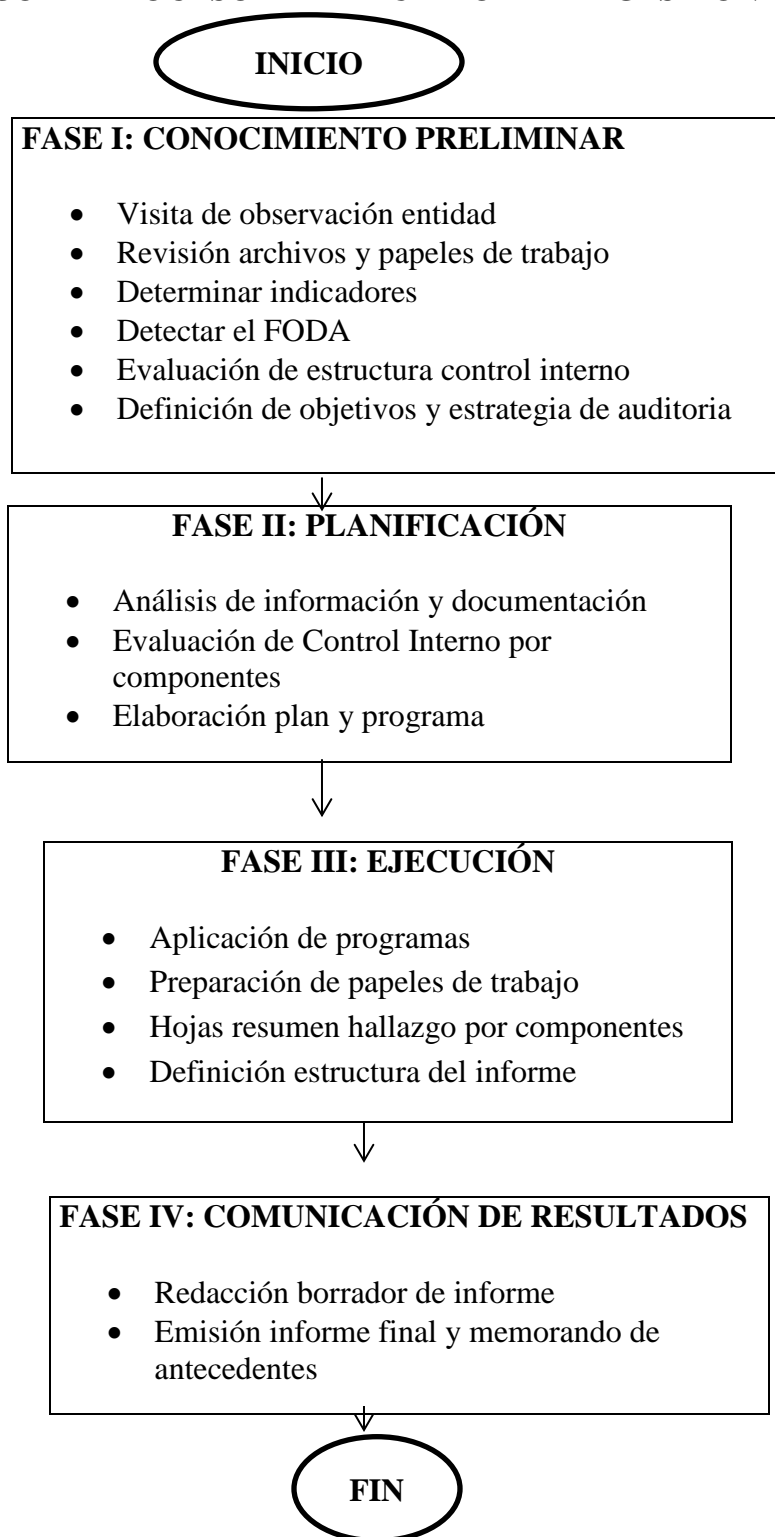 INICIO
FASE I: CONOCIMIENTO PRELIMINAR
• Visita de observación entidad
• Revisión archivos y papeles de trabajo
• Determinar indicadores
• Detectar el FODA
• Evaluación de estructura control interno
• Definición de objetivos y estrategia de auditoria
FASE II: PLANIFICACIÓN
• Análisis de información y documentación
• Evaluación de Control Interno por
componentes
• Elaboración plan y programa
FASE III: EJECUCIÓN
• Aplicación de programas
• Preparación de papeles de trabajo
• Hojas resumen hallazgo por componentes
• Definición estructura del informe
FASE IV: COMUNICACIÓN DE RESULTADOS
• Redacción borrador de informe
• Emisión informe final y memorando de
antecedentes
FIN